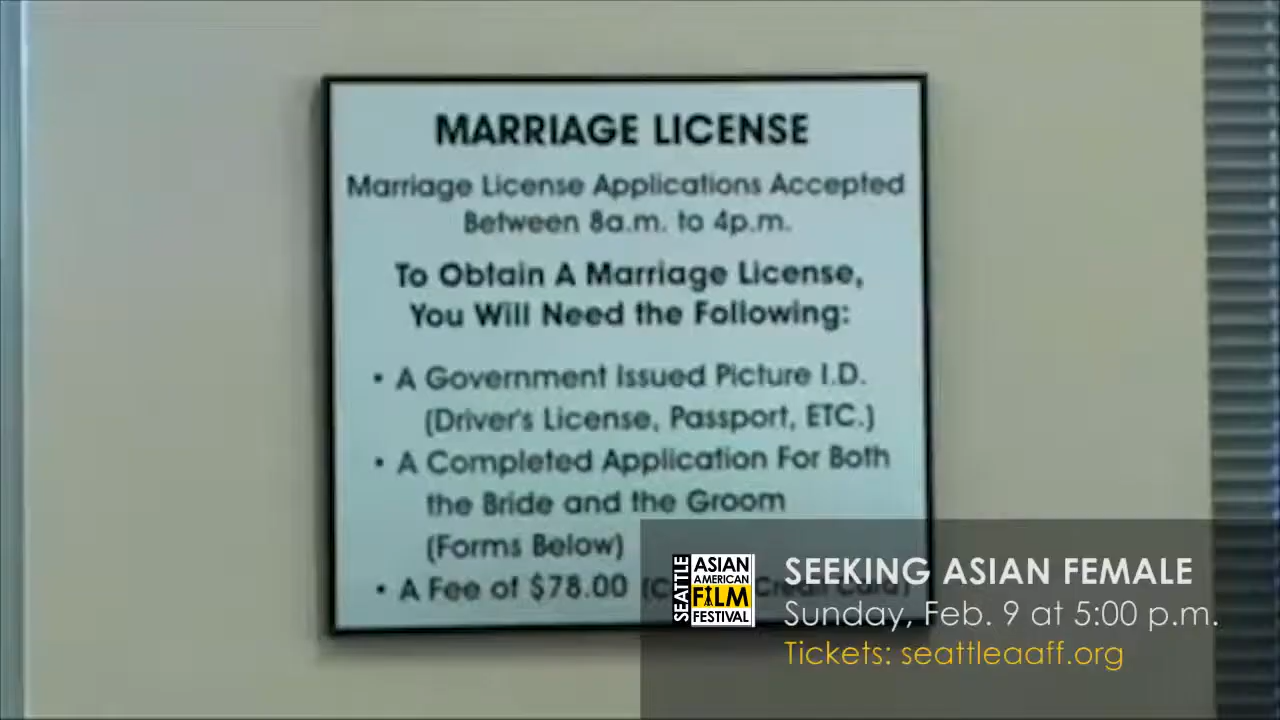 MARRIAGE LICENSE
Marriage License Applications Accepted
Between 8a.m. to 4p.m.
To Obtain A Marriage License,
You Will Need the Following:
• A Government Issued Picture I.D.
(Driver's License, Passport, ETC.)
• A Completed Application For Both
the Bride and the Groom
(Forms Below)
• A Fee of $78.00 Credit Card)
SEATTLE
ASIAN
AMERICAN
FILM
FESTIVAL
SEEKING ASIAN FEMALE
Sunday, Feb. 9 at 5:00 p.m.
Tickets: seattleaaff.org